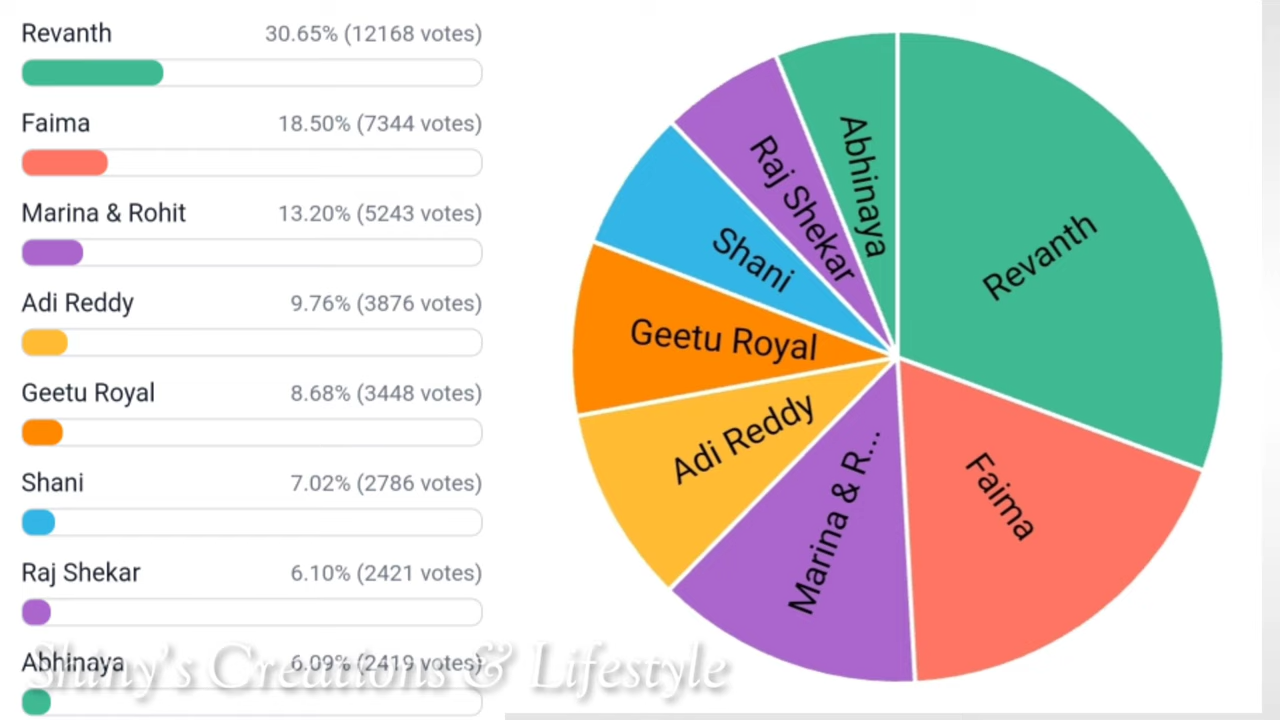 Revanth 30.65% (12168 votes)
Faima 18.50% (7344 votes)
Marina & Rohit 13.20% (5243 votes)
Adi Reddy 9.76% (3876 votes)
Geetu Royal 8.68% (3448 votes)
Shani 7.02% (2786 votes)
Raj Shekar 6.10% (2421 votes)
Abhinaya 6.09% (2419 votes)
Shiny's Creations & Lifestyle
Revanth
Faima
Marina & R...
Adi Reddy
Geetu Royal
Shani
Raj Shekar
Abhinaya